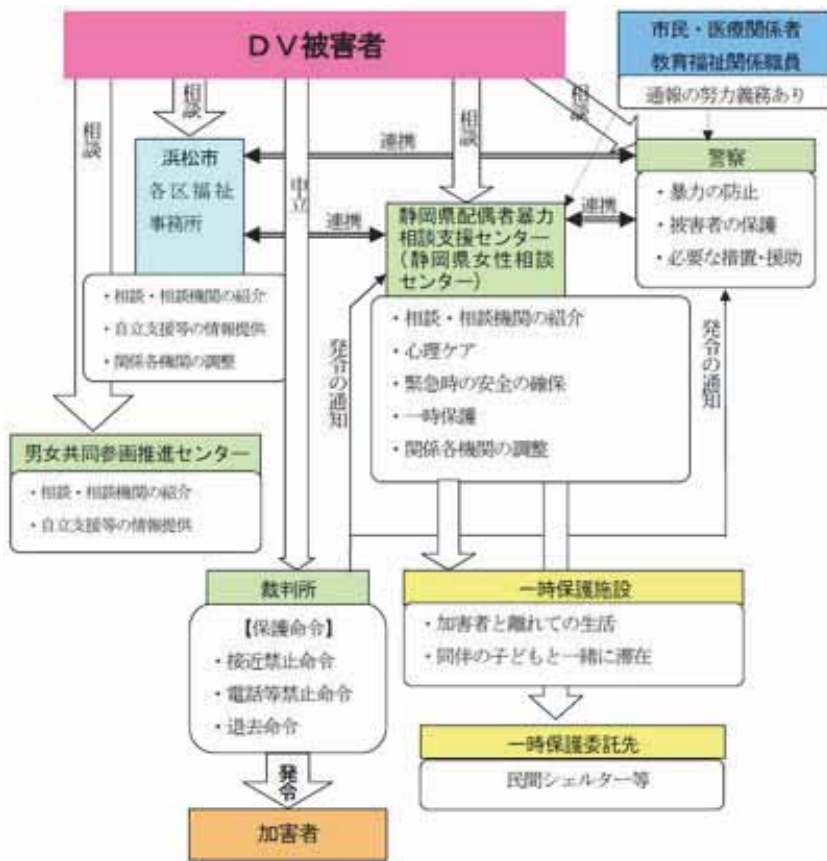 DV被害者
市民・医療関係者
教育福祉関係職員
通報の努力義務あり
相談
相談
申立
相談
相談
浜松市
各区福祉
事務所
・相談・相談機関の紹介
・自立支援等の情報提供
・関係各機関の調整
連携
連携
連携
警察
・暴力の防止
・被害者の保護
・必要な措置・援助
静岡県配偶者暴力
相談支援センター
(静岡県女性相談
センター)
・相談・相談機関の紹介
・心理ケア
・緊急時の安全の確保
・一時保護
・関係各機関の調整
発令の通知
発令の通知
男女共同参画推進センター
・相談・相談機関の紹介
・自立支援等の情報提供
裁判所
【保護命令】
・接近禁止命令
・電話等禁止命令
・退去命令
一時保護施設
・加害者と離れての生活
・同伴の子どもと一緒に滞在
一時保護委託先
民間シェルター等
発令
加害者